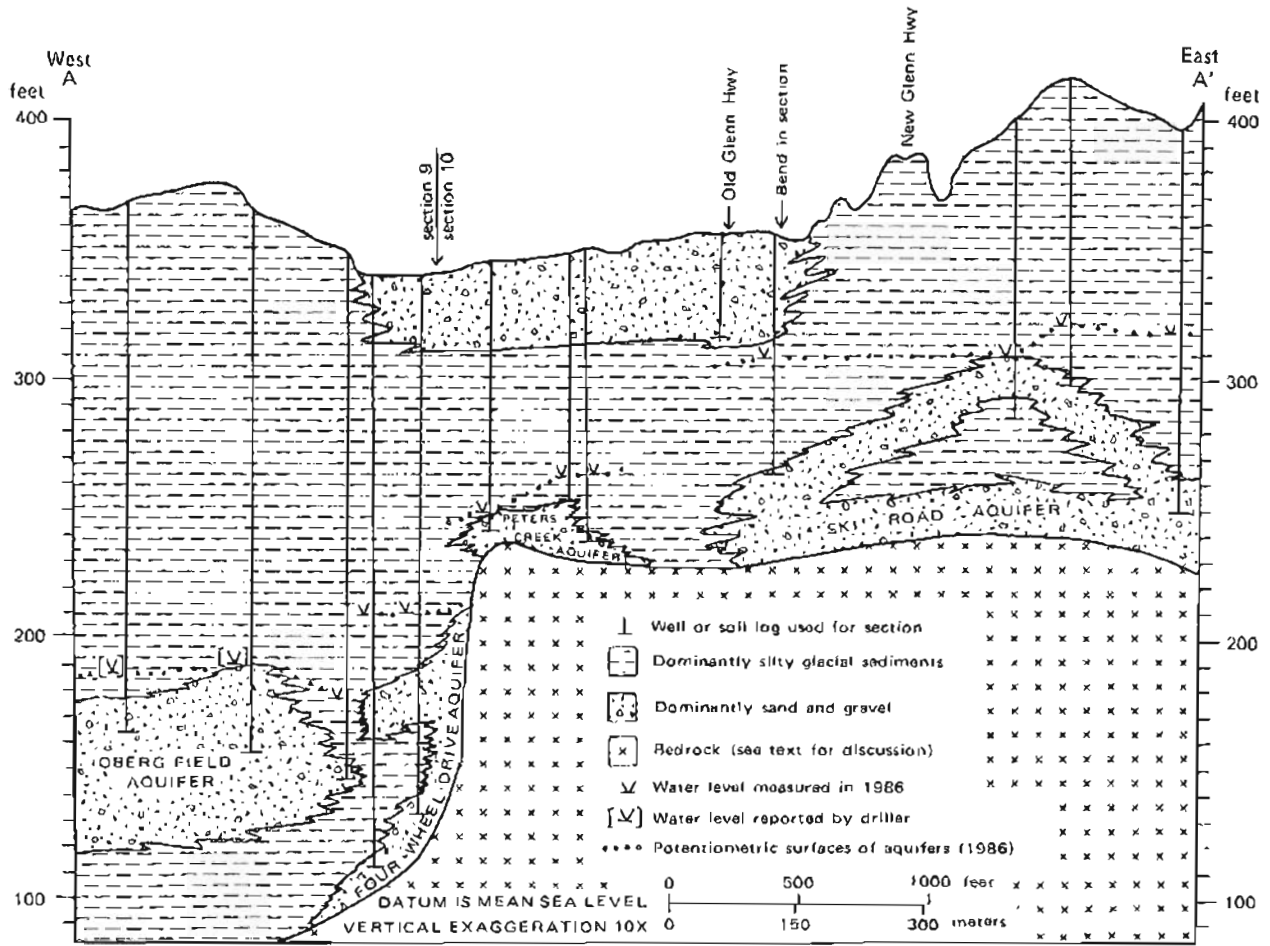 West
A
feet
400
300
200
100
section 9
section 10
Old Glenn Hwy
Bend in section
New Glenn Hwy
East
A'
feet
400
300
200
100
PETERS
CREEK
AQUIFER
SKI ROAD AQUIFER
OBERG FIELD
AQUIFER
FOUR WHEEL DRIVE AQUIFER
Well or soil log used for section
Dominantly silty glacial sediments
Dominantly sand and gravel
Bedrock (see text for discussion)
Water level measured in 1986
Water level reported by driller
Potentiometric surfaces of aquifers (1986)
DATUM IS MEAN SEA LEVEL
VERTICAL EXAGGERATION 10X
0 500 1000 feet
0 150 300 meters